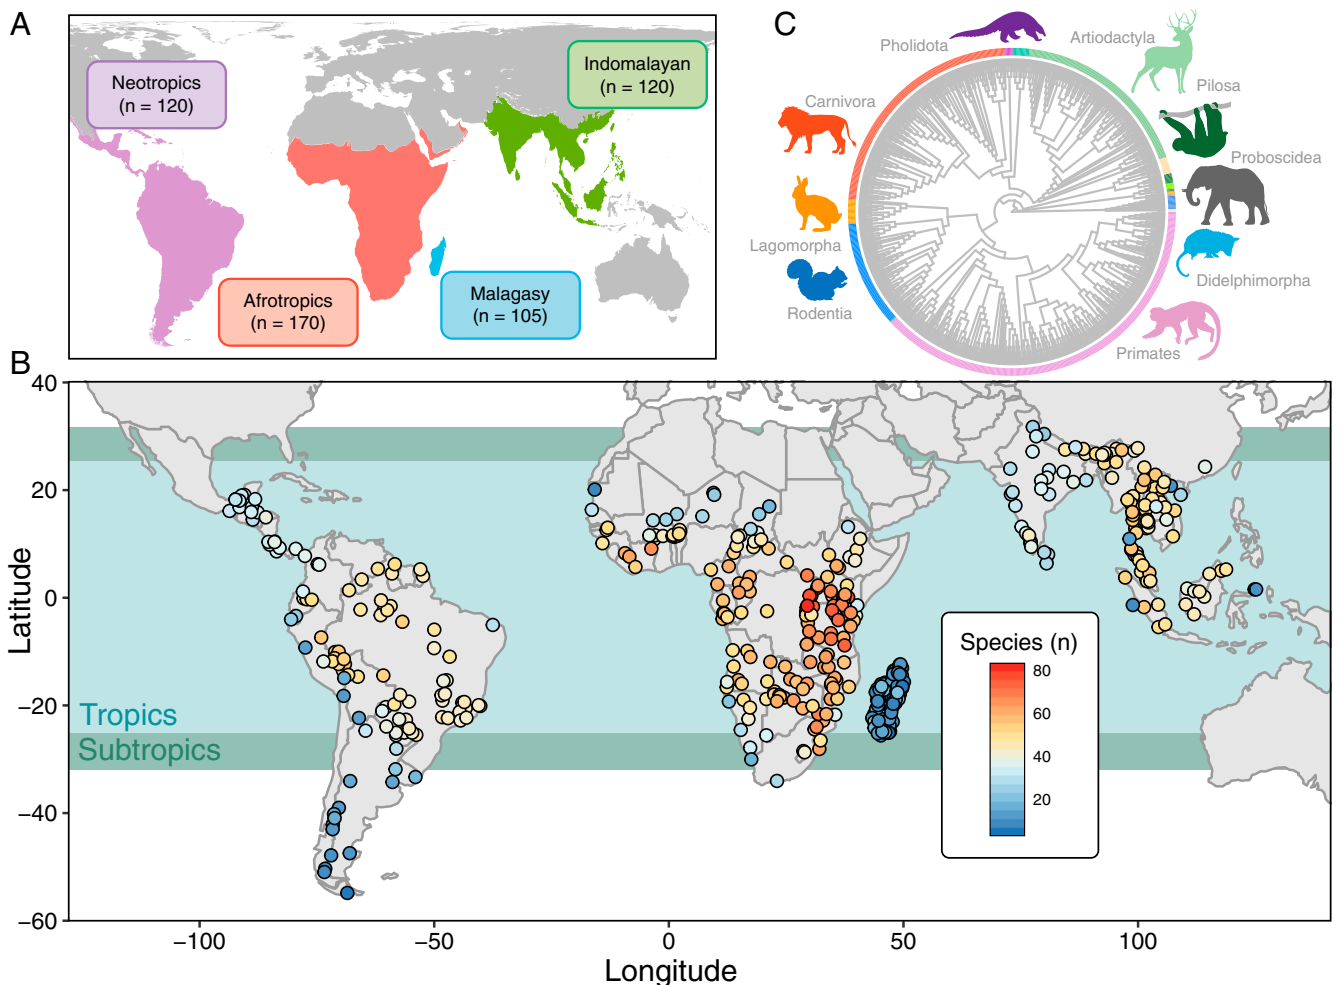 A
Neotropics
(n = 120)
Indomalayan
(n = 120)
Afrotropics
(n = 170)
Malagasy
(n = 105)
C
Pholidota
Artiodactyla
Carnivora
Pilosa
Proboscidea
Lagomorpha
Didelphimorpha
Rodentia
Primates
B
40
20
0
−20
−40
−60
Latitude
Tropics
Subtropics
Species (n)
80
60
40
20
−100
−50
0
50
100
Longitude